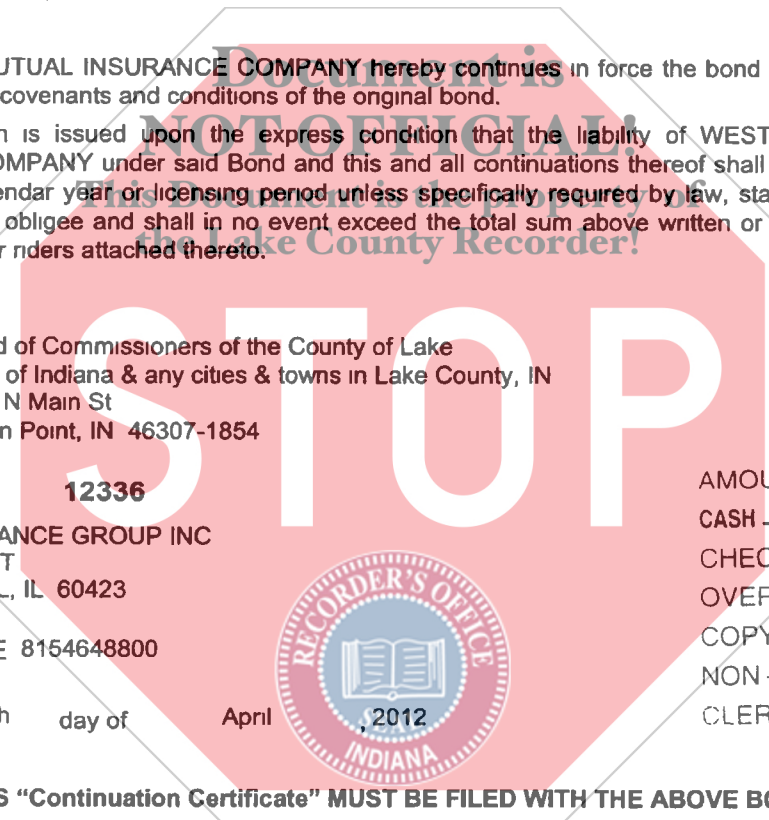 Document is
UTUAL INSURANCE COMPANY hereby continues in force the bond
covenants and conditions of the original bond.
NOT OFFICIAL!
n is issued upon the express condition that the liability of WEST
OMPANY under said Bond and this and all continuations thereof shall
This Document is the property of
endar year or licensing period unless specifically required by law, sta
obligee and shall in no event exceed the total sum above written or
the Lake County Recorder!
r riders attached thereto.
STOP
d of Commissioners of the County of Lake
of Indiana & any cities & towns in Lake County, IN
N Main St
n Point, IN 46307-1854
12336
AMOU
ANCE GROUP INC
CASH -
T
CHEC
L, IL 60423
OVER
COPY
E 8154648800
NON -
h day of April , 2012
CLER
RECORDER'S OFFICE
SEAL
INDIANA
S “Continuation Certificate” MUST BE FILED WITH THE ABOVE BO